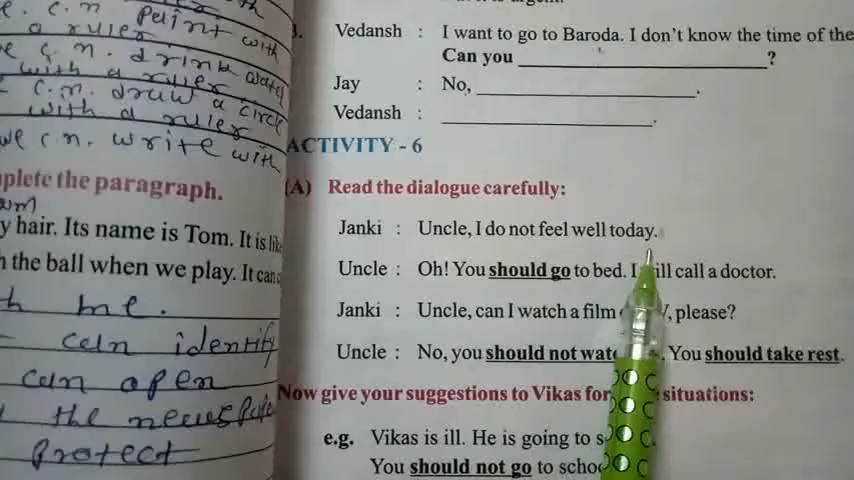 paint with
a ruler
c.n. drink water
with a ruler
c.n. draw a circle
with a ruler
we c.n. write with
plete the paragraph.
y hair. Its name is Tom. It is
the ball when we play. It can
me.
can identify
can open
the
protect
Vedansh : I want to go to Baroda. I don't know the time of the
Can you ____________________ ?
Jay : No, ____________________.
Vedansh : ____________________.
ACTIVITY - 6
(A) Read the dialogue carefully:
Janki : Uncle, I do not feel well today.
Uncle : Oh! You should go to bed. I will call a doctor.
Janki : Uncle, can I watch a film , please?
Uncle : No, you should not . You should take rest.
Now give your suggestions to Vikas for situations:
e.g. Vikas is ill. He is going to
You should not go to